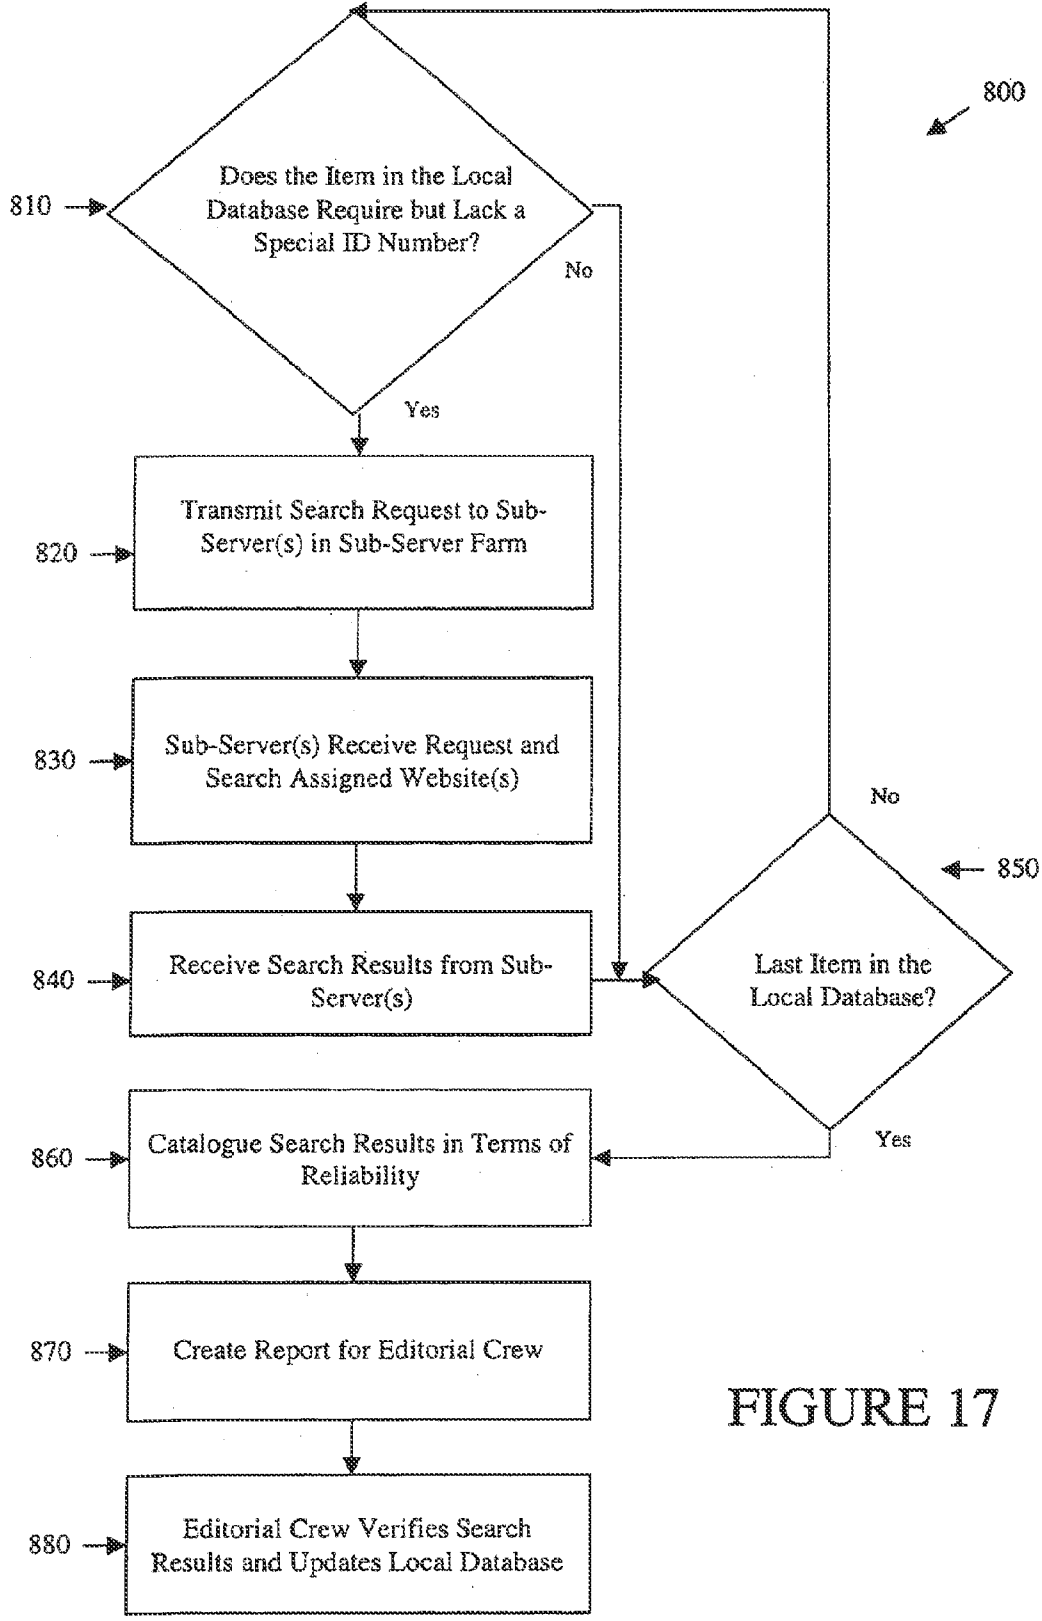 800
Does the Item in the Local
Database Require but Lack a
Special ID Number?
810
No
Yes
Transmit Search Request to Sub-
Server(s) in Sub-Server Farm
820
Sub-Server(s) Receive Request and
Search Assigned Website(s)
830
No
850
Receive Search Results from Sub-
Server(s)
840
Last Item in the
Local Database?
Yes
Catalogue Search Results in Terms of
Reliability
860
Create Report for Editorial Crew
870
FIGURE 17
Editorial Crew Verifies Search
Results and Updates Local Database
880